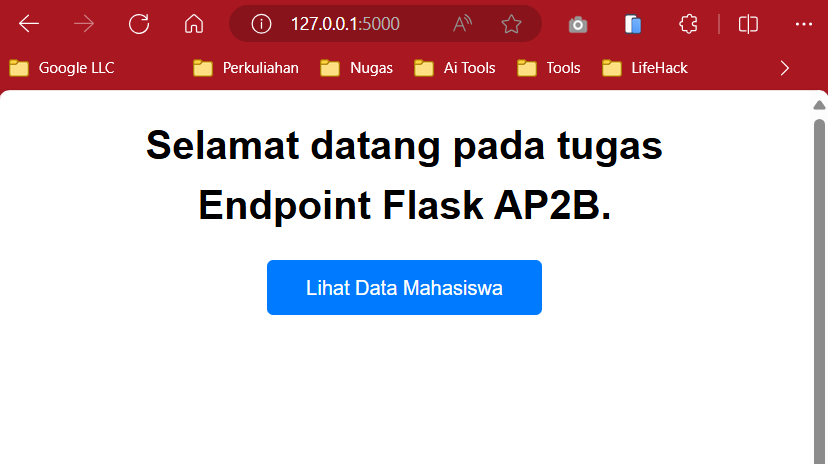 127.0.0.1:5000
Google LLC Perkuliahan Nugas Ai Tools Tools LifeHack
Selamat datang pada tugas
Endpoint Flask AP2B.
Lihat Data Mahasiswa